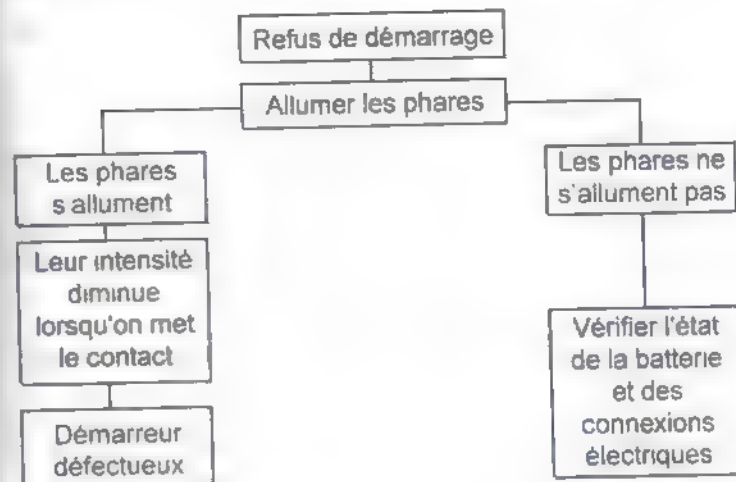 Refus de démarrage
Allumer les phares
Les phares
s'allument
Les phares ne
s'allument pas
Leur intensité
diminue
lorsqu'on met
le contact
Vérifier l'état
de la batterie
et des
connexions
électriques
Démarreur
défectueux